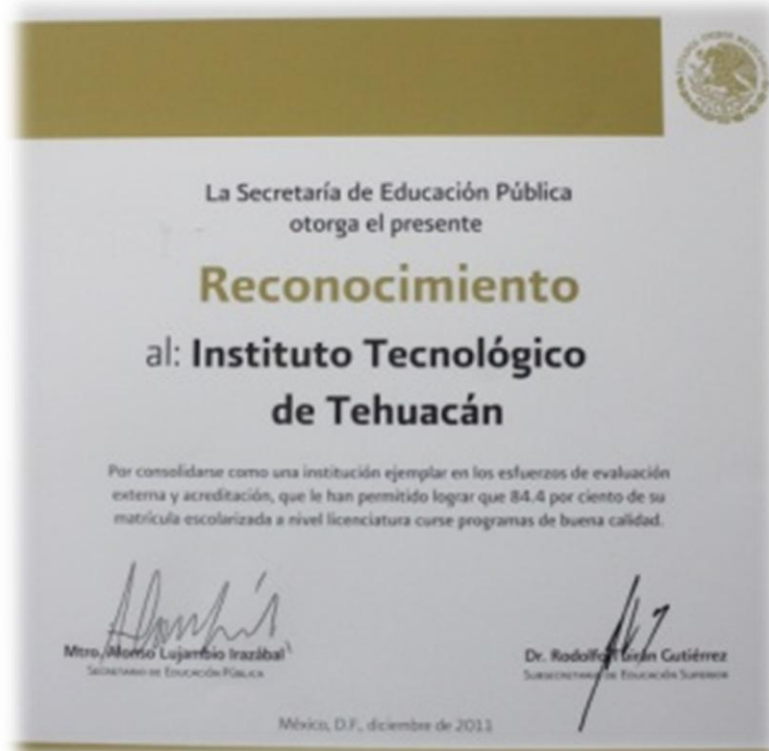 La Secretaría de Educación Pública
otorga el presente
Reconocimiento
al: Instituto Tecnológico
de Tehuacán
Por consolidarse como una institución ejemplar en los esfuerzos de evaluación
externa y acreditación, que le han permitido lograr que 84.4 por ciento de su
matrícula escolarizada a nivel licenciatura curse programas de buena calidad.
Mtro. Alonso Lujambio Irazábal
Secretario de Educación Pública
Dr. Rodolfo Tuirán Gutiérrez
Subsecretario de Educación Superior
México, D.F., diciembre de 2011